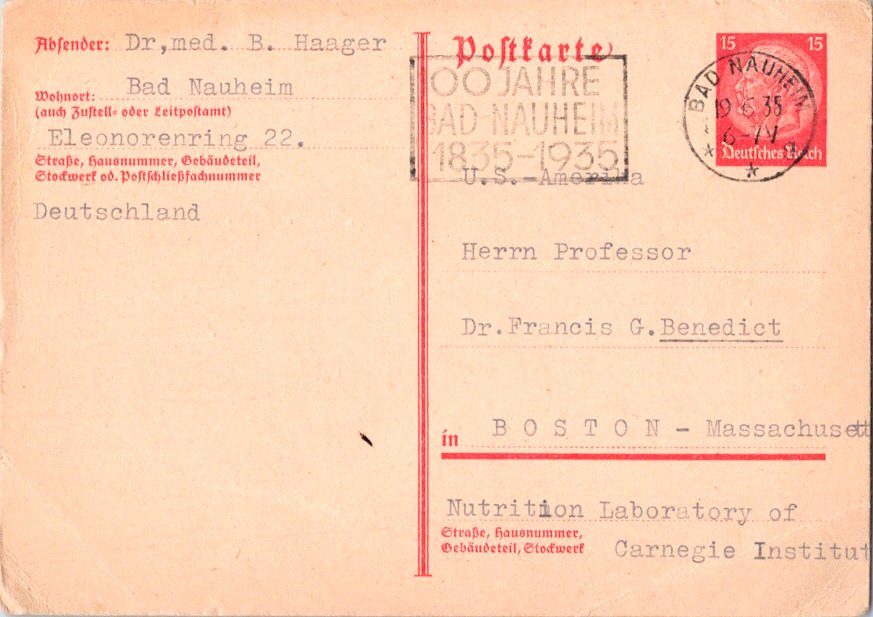 Absender: Dr,med. B. Haager
Wohnort: Bad Nauheim
(auch Zustell- oder Leitpostamt)
Eleonorenring 22.
Straße, Hausnummer, Gebäudeteil,
Stockwerk od. Postschließfachnummer
Deutschland
Postkarte
100 JAHRE
BAD-NAUHEIM
1835-1935
15 15
Deutsches Reich
BAD NAUHEIM
19.6.35
6-7V
U.S.-Amerika
Herrn Professor
Dr.Francis G.Benedict
in B O S T O N - Massachusett
Nutrition Laboratory of
Straße, Hausnummer,
Gebäudeteil, Stockwerk
Carnegie Institut